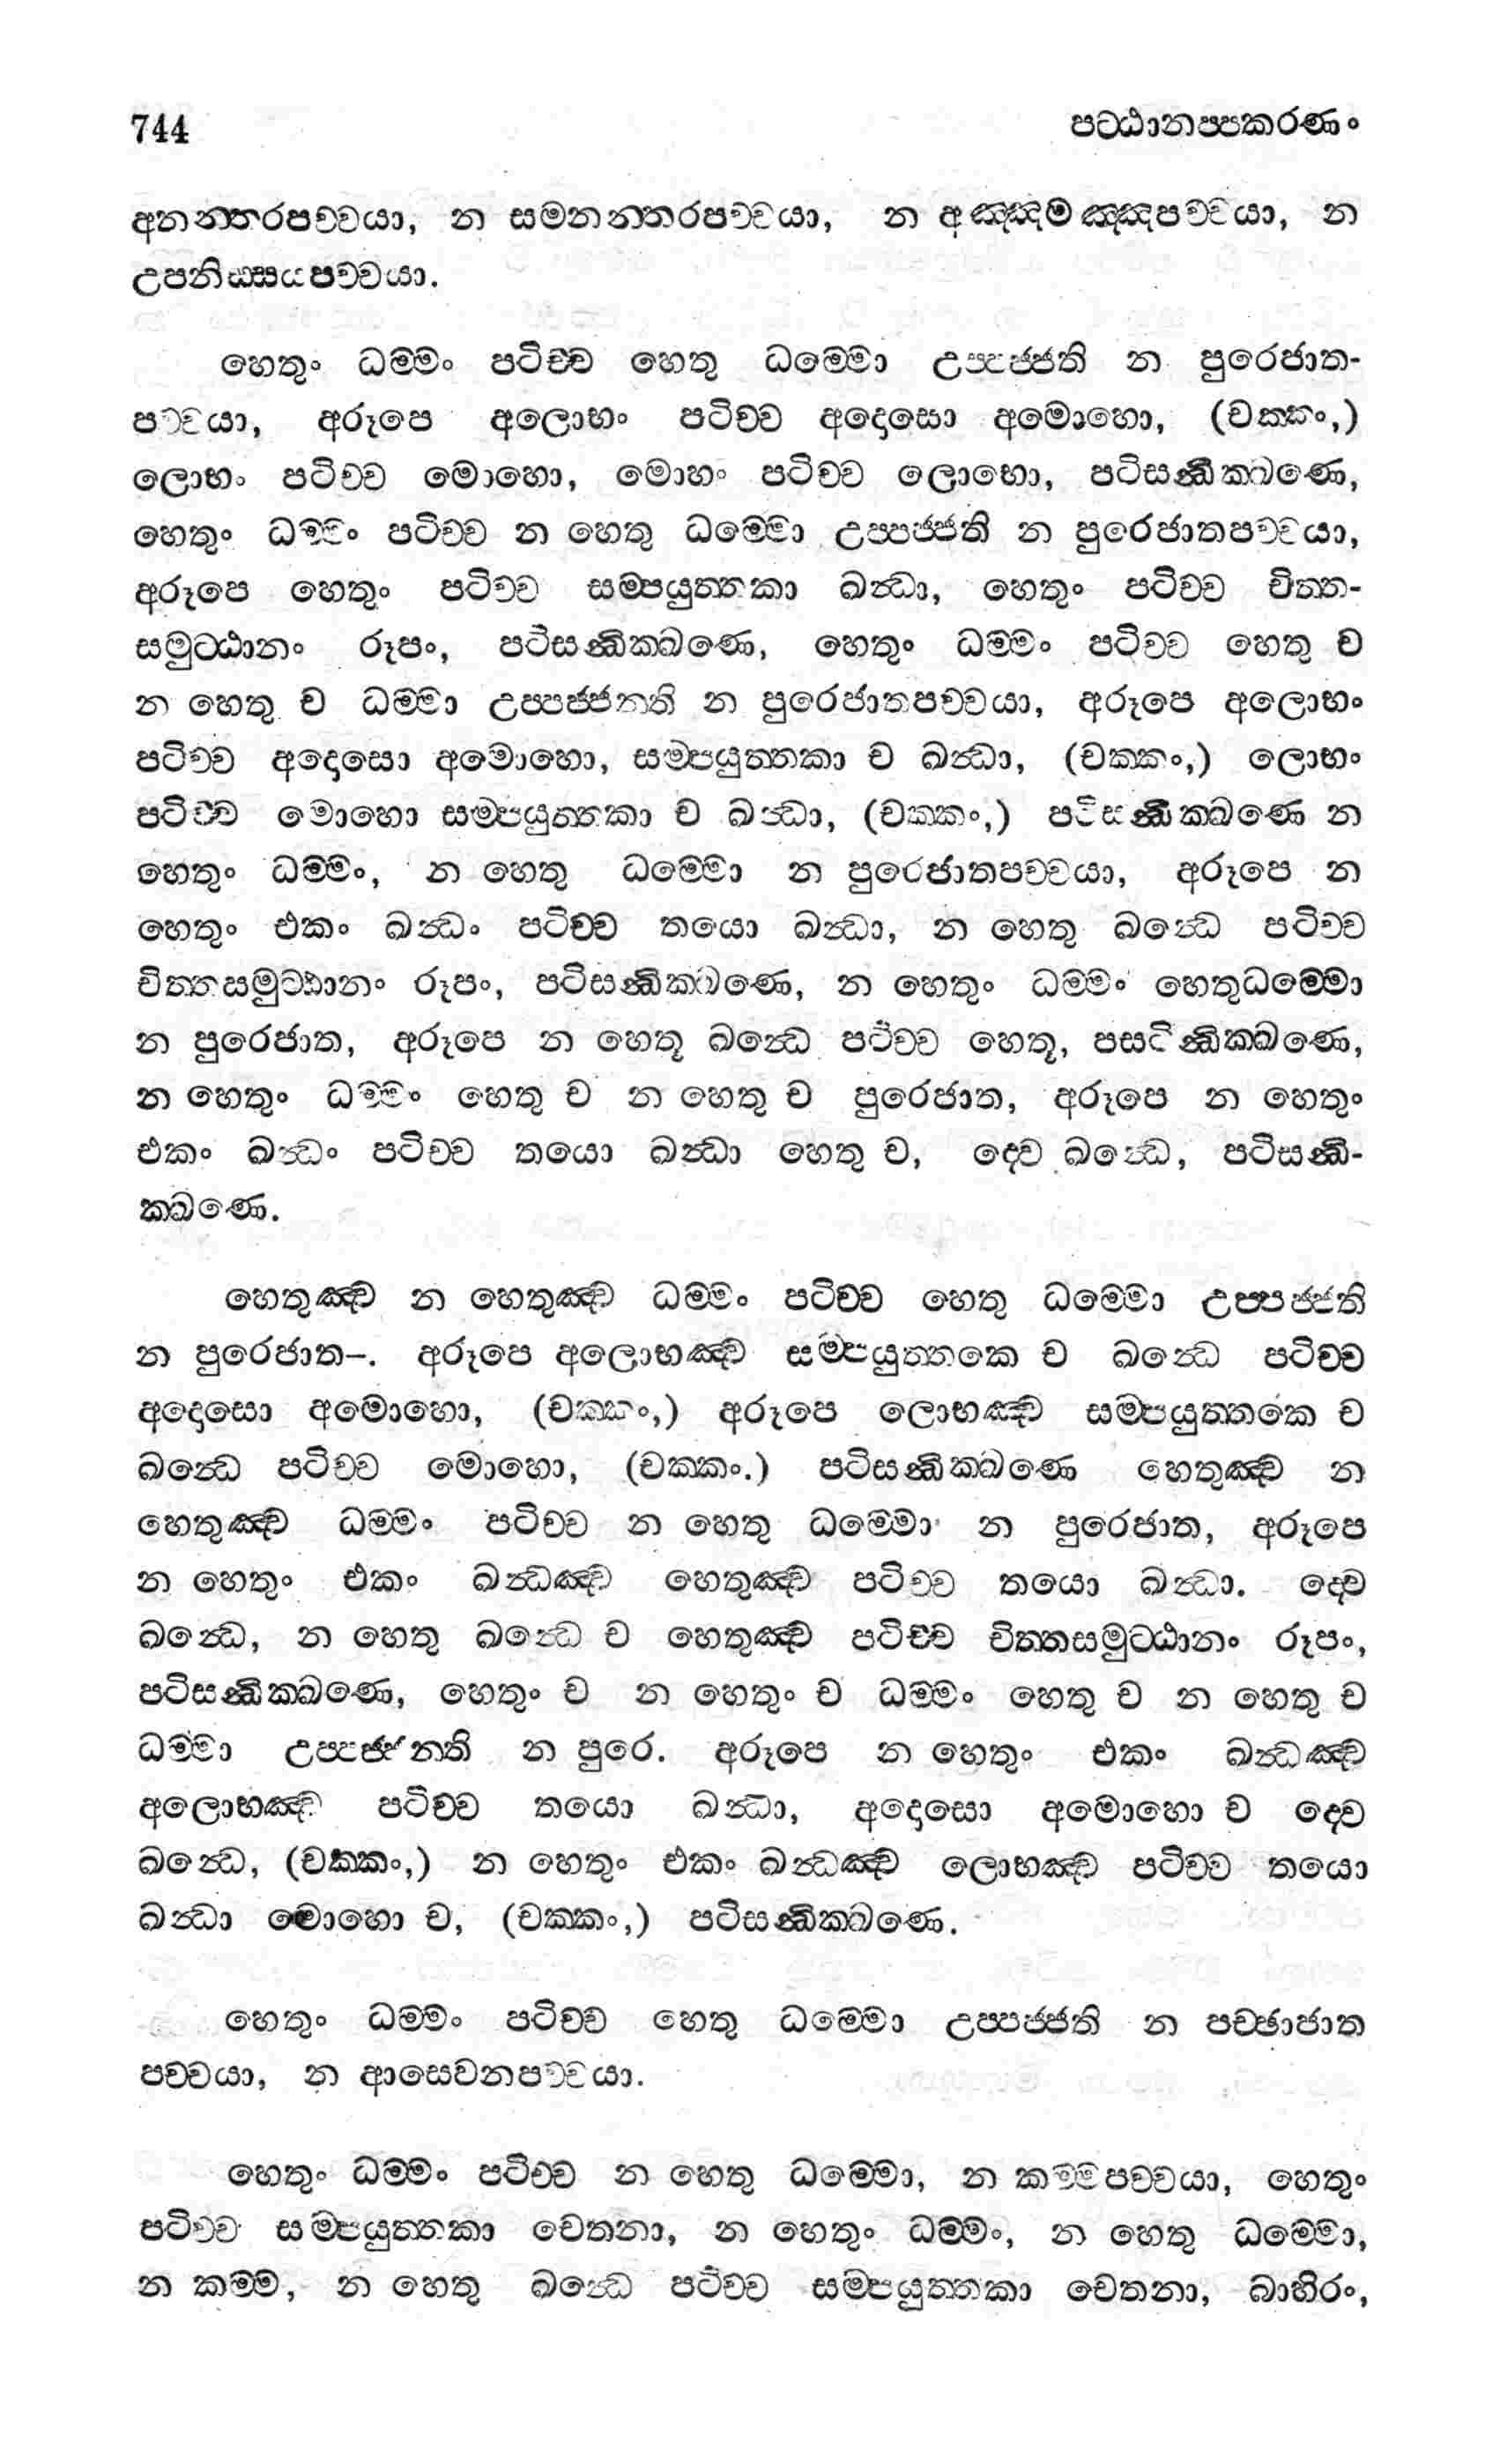 744 පට්ඨානප්පකරණං
අනන්තරපච්චයා, න සමනන්තරපච්චයා, න අඤ්ඤමඤ්ඤපච්චයා, න
උපනිස්සයපච්චයා.
හෙතුං ධම්මං පටිච්ච හෙතු ධම්මො උප්පජ්ජති න පුරෙජාත-
පච්චයා, අරූපෙ අලොභං පටිච්ච අදොසො අමොහො, (චක්කං,)
ලොභං පටිච්ච මොහො, මොහං පටිච්ච ලොභො, පටිසන්ධික්ඛණෙ,
හෙතුං ධම්මං පටිච්ච න හෙතු ධම්මො උප්පජ්ජති න පුරෙජාතපච්චයා,
අරූපෙ හෙතුං පටිච්ච සම්පයුත්තකා ඛන්ධා, හෙතුං පටිච්ච චිත්ත-
සමුට්ඨානං රූපං, පටිසන්ධික්ඛණෙ, හෙතුං ධම්මං පටිච්ච හෙතු ච
න හෙතු ච ධම්මා උප්පජ්ජන්ති න පුරෙජාතපච්චයා, අරූපෙ අලොභං
පටිච්ච අදොසො අමොහො, සම්පයුත්තකා ච ඛන්ධා, (චක්කං,) ලොභං
පටිච්ච මොහො සම්පයුත්තකා ච ඛන්ධා, (චක්කං,) පටිසන්ධික්ඛණෙ න
හෙතුං ධම්මං, න හෙතු ධම්මො න පුරෙජාතපච්චයා, අරූපෙ න
හෙතුං එකං ඛන්ධං පටිච්ච තයො ඛන්ධා, න හෙතු ඛන්ධෙ පටිච්ච
චිත්තසමුට්ඨානං රූපං, පටිසන්ධික්ඛණෙ, න හෙතුං ධම්මං හෙතුධම්මො
න පුරෙජාත, අරූපෙ න හෙතූ ඛන්ධෙ පටිච්ච හෙතූ, පසටින්ධික්ඛණෙ,
න හෙතුං ධම්මං හෙතු ච න හෙතු ච පුරෙජාත, අරූපෙ න හෙතුං
එකං ඛන්ධං පටිච්ච තයො ඛන්ධා හෙතු ච, ද්වෙ ඛන්ධෙ, පටිසන්ධි-
ක්ඛණෙ.
හෙතුඤ්ච න හෙතුඤ්ච ධම්මං පටිච්ච හෙතු ධම්මො උප්පජ්ජති
න පුරෙජාත–. අරූපෙ අලොභඤ්ච සම්පයුත්තකෙ ච ඛන්ධෙ පටිච්ච
අදොසො අමොහො, (චක්කං,) අරූපෙ ලොභඤ්ච සම්පයුත්තකෙ ච
ඛන්ධෙ පටිච්ච මොහො, (චක්කං.) පටිසන්ධික්ඛණෙ හෙතුඤ්ච න
හෙතුඤ්ච ධම්මං පටිච්ච න හෙතු ධම්මො න පුරෙජාත, අරූපෙ
න හෙතුං එකං ඛන්ධඤ්ච හෙතුඤ්ච පටිච්ච තයො ඛන්ධා. ද්වෙ
ඛන්ධෙ, න හෙතු ඛන්ධෙ ච හෙතුඤ්ච පටිච්ච චිත්තසමුට්ඨානං රූපං,
පටිසන්ධික්ඛණෙ, හෙතුං ච න හෙතුං ච ධම්මං හෙතු ච න හෙතු ච
ධම්මා උප්පජ්ජන්ති න පුරෙ. අරූපෙ න හෙතුං එකං ඛන්ධඤ්ච
අලොභඤ්ච පටිච්ච තයො ඛන්ධා, අදොසො අමොහො ච ද්වෙ
ඛන්ධෙ, (චක්කං,) න හෙතුං එකං ඛන්ධඤ්ච ලොභඤ්ච පටිච්ච තයො
ඛන්ධා මොහො ච, (චක්කං,) පටිසන්ධික්ඛණෙ.
හෙතුං ධම්මං පටිච්ච හෙතු ධම්මො උප්පජ්ජති න පච්ඡාජාත
පච්චයා, න ආසෙවනපච්චයා.
හෙතුං ධම්මං පටිච්ච න හෙතු ධම්මො, න කම්මපච්චයා, හෙතුං
පටිච්ච සම්පයුත්තකා චෙතනා, න හෙතුං ධම්මං, න හෙතු ධම්මො,
න කම්ම, න හෙතු ඛන්ධෙ පටිච්ච සම්පයුත්තකා චෙතනා, බාහිරං,